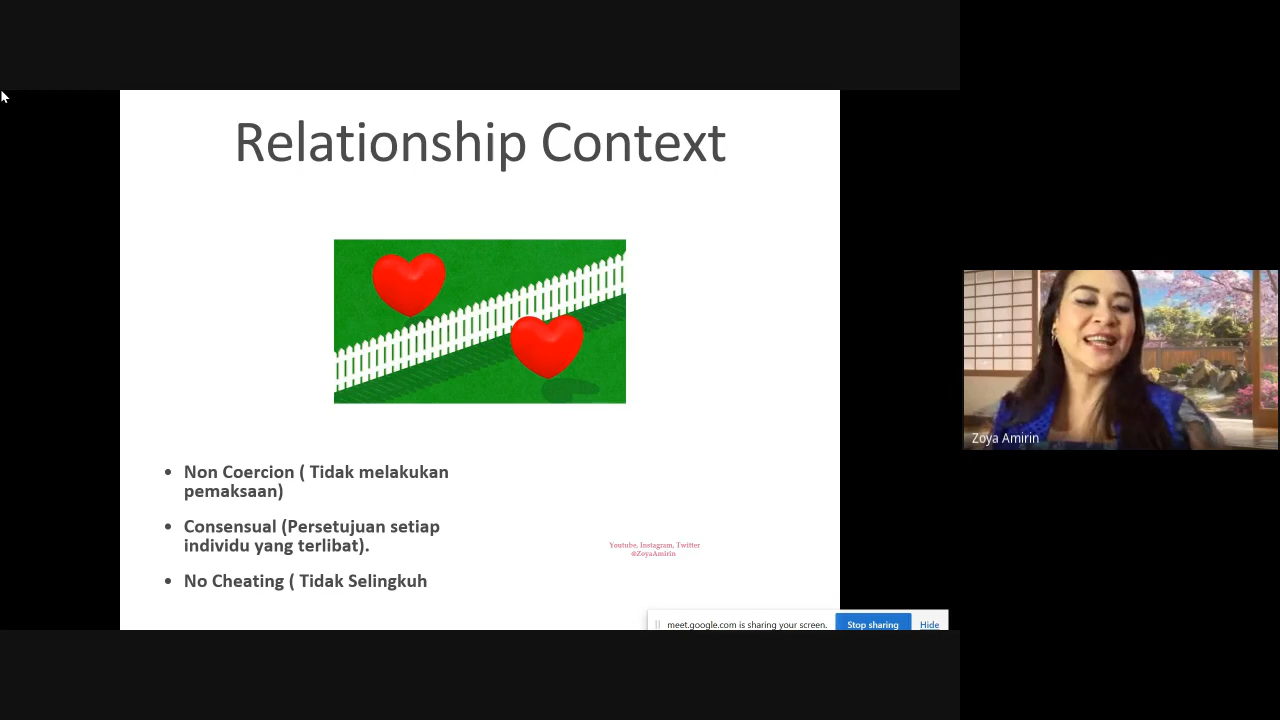 Relationship Context
• Non Coercion ( Tidak melakukan
pemaksaan)
• Consensual (Persetujuan setiap
individu yang terlibat).
• No Cheating ( Tidak Selingkuh
Youtube, Instagram, Twitter
@ZoyaAmirin
meet.google.com is sharing your screen. Stop sharing Hide
Zoya Amirin